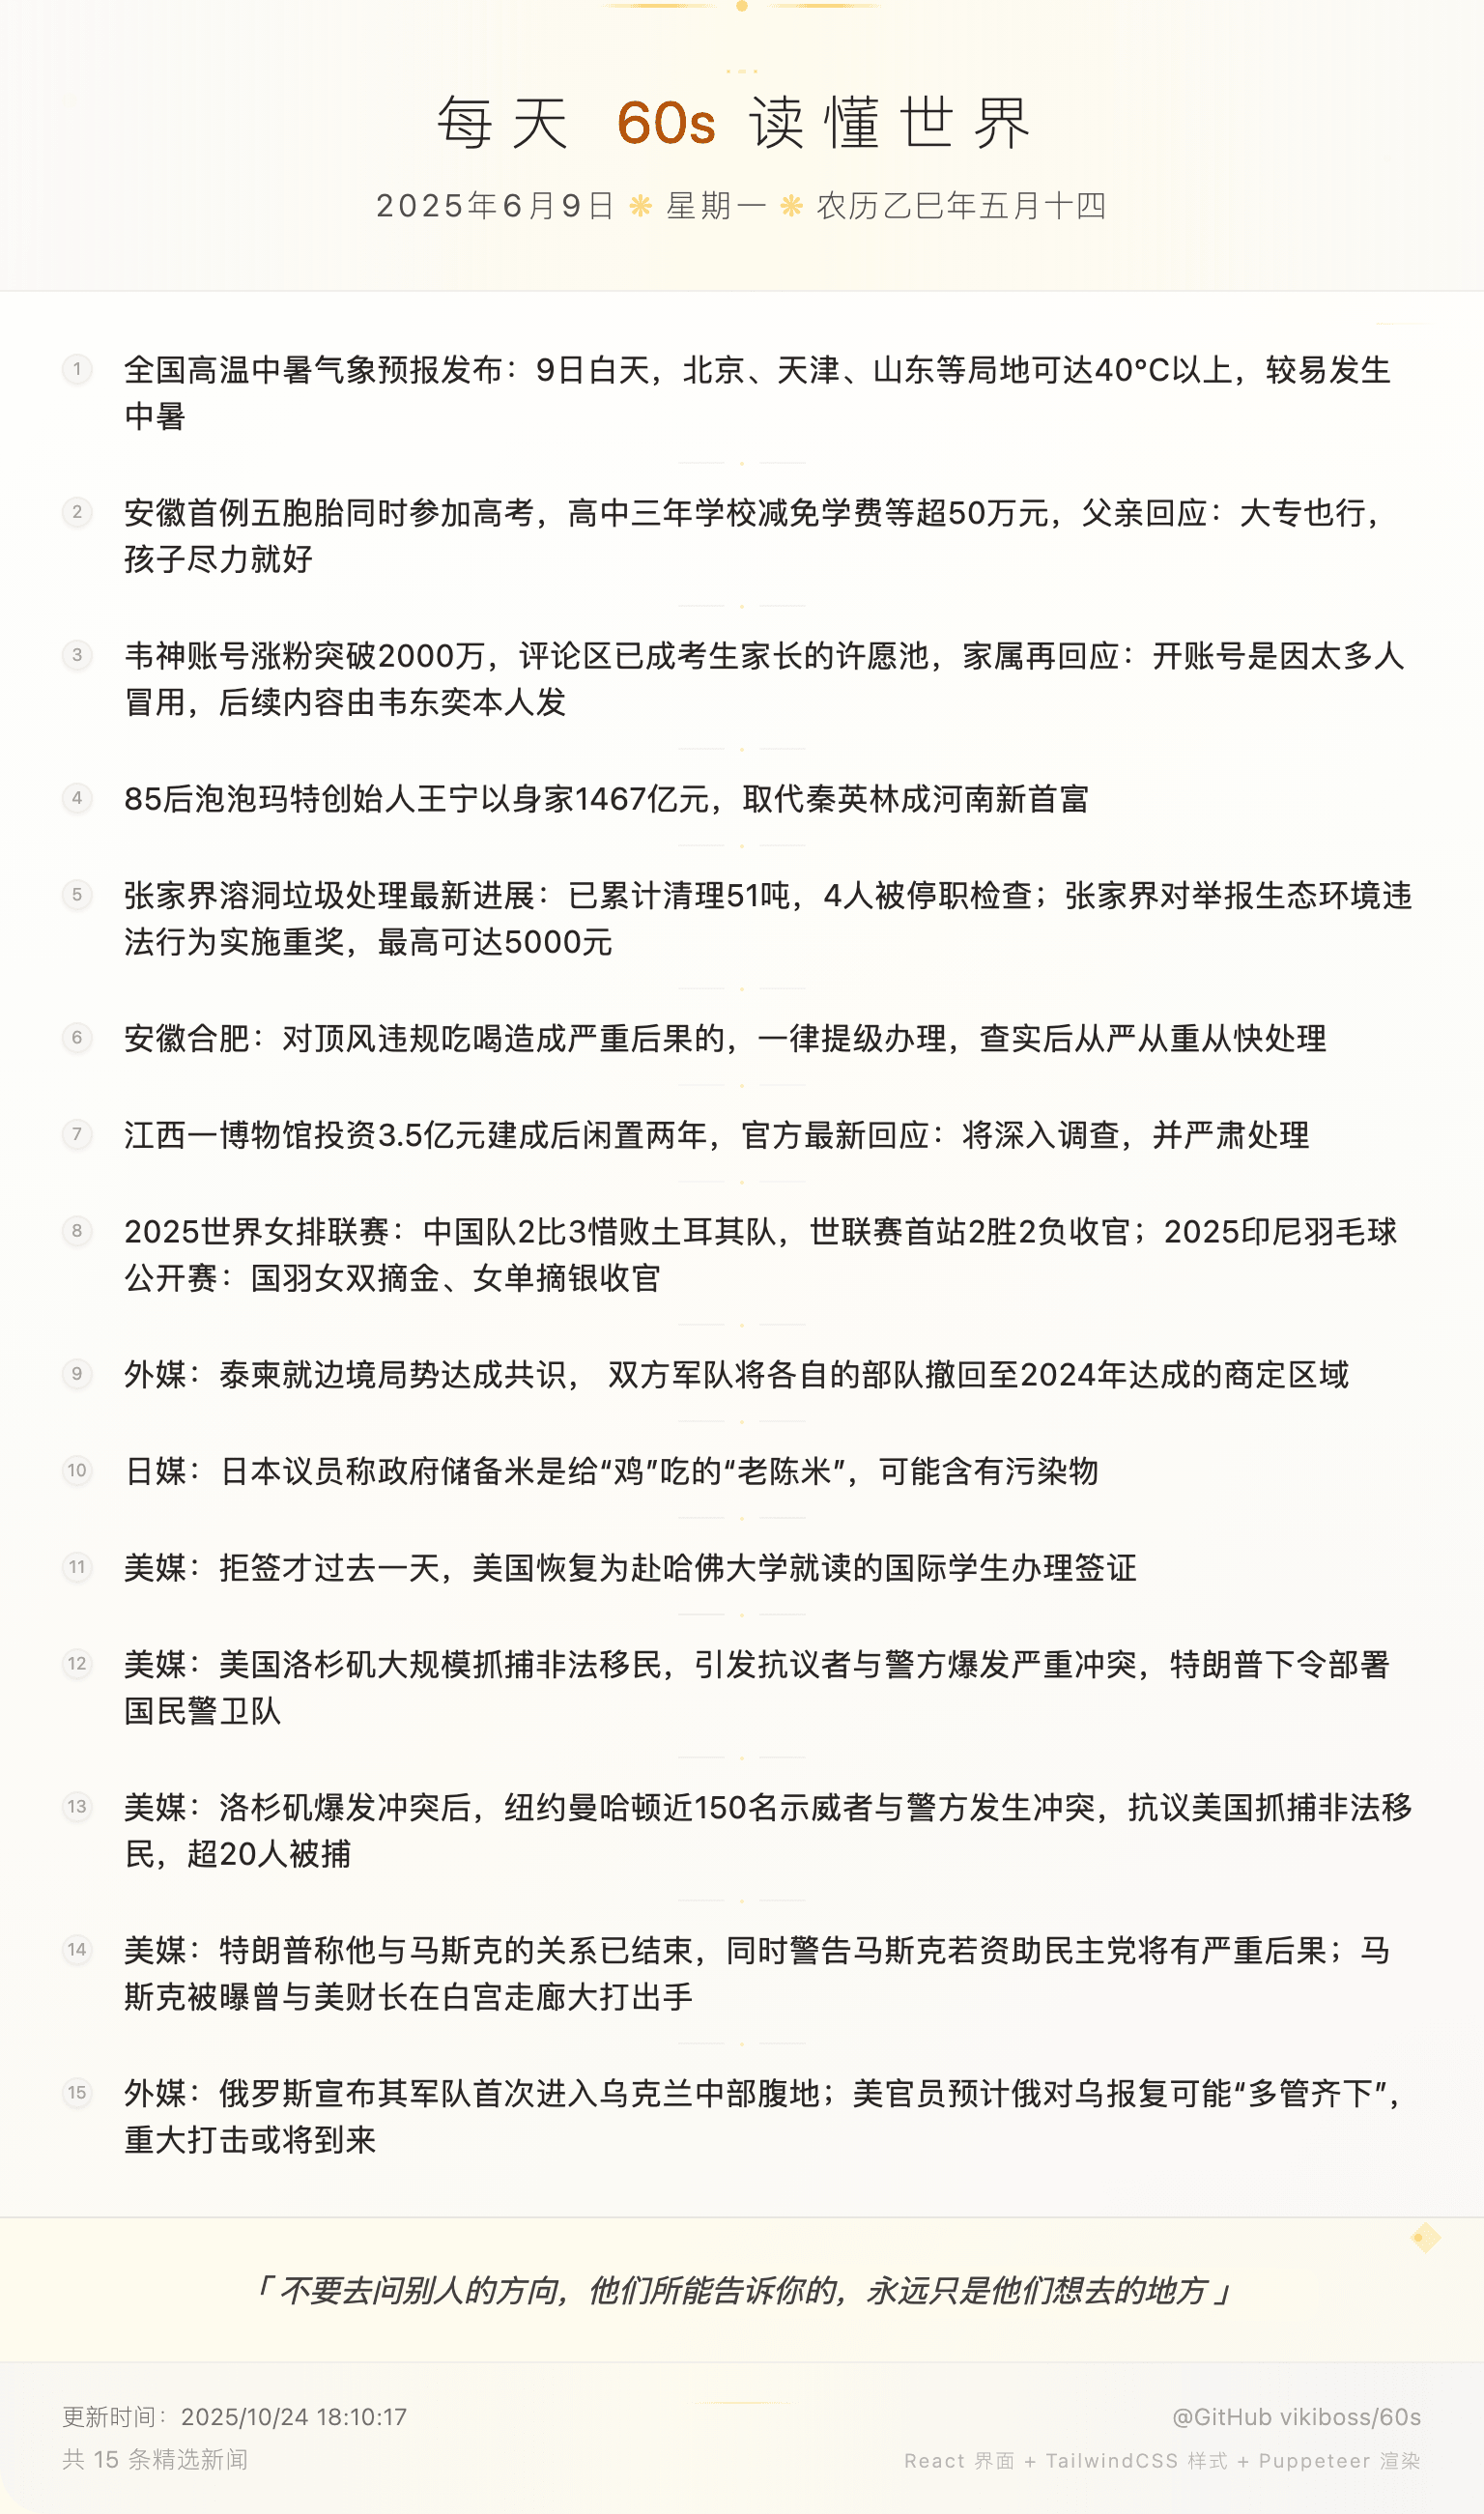 每天 60s 读懂世界
2025年6月9日 ❋ 星期一 ❋ 农历乙巳年五月十四
1 全国高温中暑气象预报发布：9日白天，北京、天津、山东等局地可达40°C以上，较易发生
中暑
2 安徽首例五胞胎同时参加高考，高中三年学校减免学费等超50万元，父亲回应：大专也行，
孩子尽力就好
3 韦神账号涨粉突破2000万，评论区已成考生家长的许愿池，家属再回应：开账号是因太多人
冒用，后续内容由韦东奕本人发
4 85后泡泡玛特创始人王宁以身家1467亿元，取代秦英林成河南新首富
5 张家界溶洞垃圾处理最新进展：已累计清理51吨，4人被停职检查；张家界对举报生态环境违
法行为实施重奖，最高可达5000元
6 安徽合肥：对顶风违规吃喝造成严重后果的，一律提级办理，查实后从严从重从快处理
7 江西一博物馆投资3.5亿元建成后闲置两年，官方最新回应：将深入调查，并严肃处理
8 2025世界女排联赛：中国队2比3惜败土耳其队，世联赛首站2胜2负收官；2025印尼羽毛球
公开赛：国羽女双摘金、女单摘银收官
9 外媒：泰柬就边境局势达成共识， 双方军队将各自的部队撤回至2024年达成的商定区域
10 日媒：日本议员称政府储备米是给“鸡”吃的“老陈米”，可能含有污染物
11 美媒：拒签才过去一天，美国恢复为赴哈佛大学就读的国际学生办理签证
12 美媒：美国洛杉矶大规模抓捕非法移民，引发抗议者与警方爆发严重冲突，特朗普下令部署
国民警卫队
13 美媒：洛杉矶爆发冲突后，纽约曼哈顿近150名示威者与警方发生冲突，抗议美国抓捕非法移
民，超20人被捕
14 美媒：特朗普称他与马斯克的关系已结束，同时警告马斯克若资助民主党将有严重后果；马
斯克被曝曾与美财长在白宫走廊大打出手
15 外媒：俄罗斯宣布其军队首次进入乌克兰中部腹地；美官员预计俄对乌报复可能“多管齐下”，
重大打击或将到来
「 不要去问别人的方向，他们所能告诉你的，永远只是他们想去的地方 」
更新时间：2025/10/24 18:10:17
@GitHub vikiboss/60s
共 15 条精选新闻
React 界面 + TailwindCSS 样式 + Puppeteer 渲染